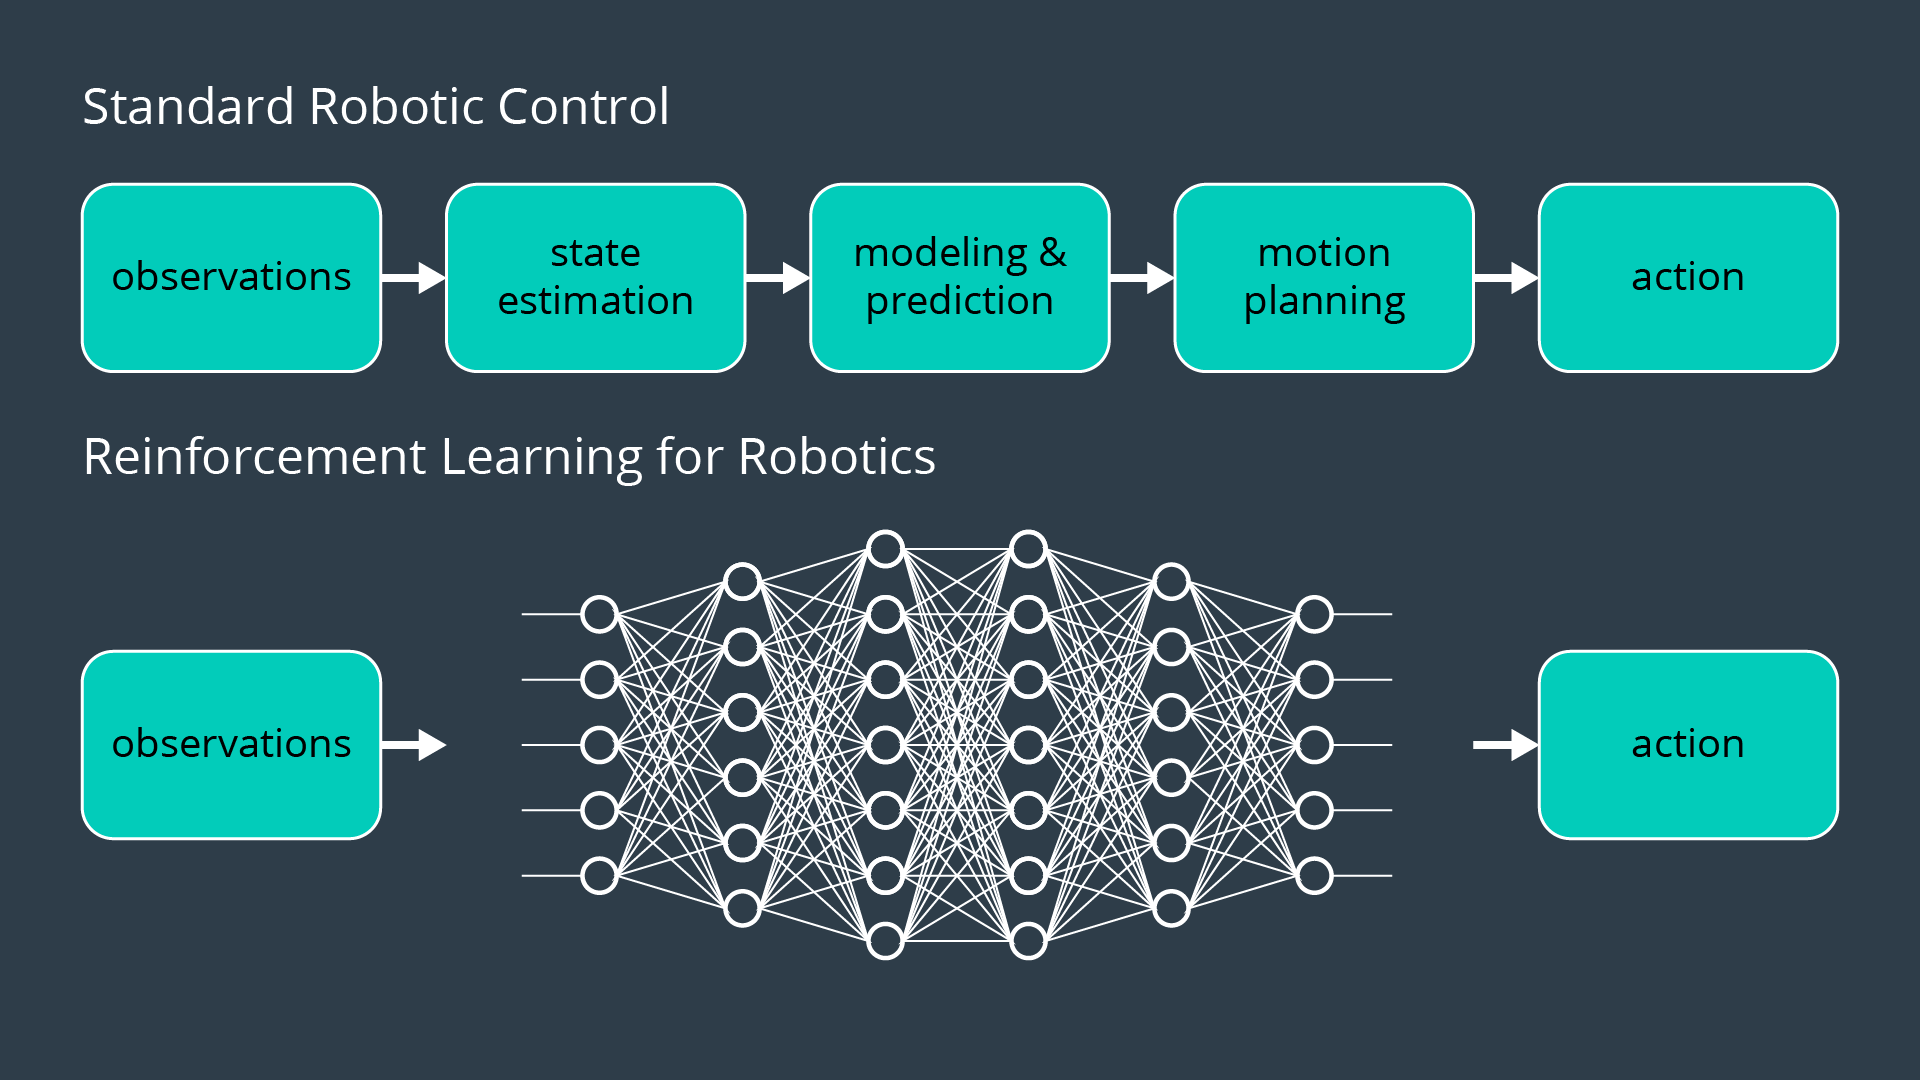 Standard Robotic Control
observations
state
estimation
modeling &
prediction
motion
planning
action
Reinforcement Learning for Robotics
observations
action